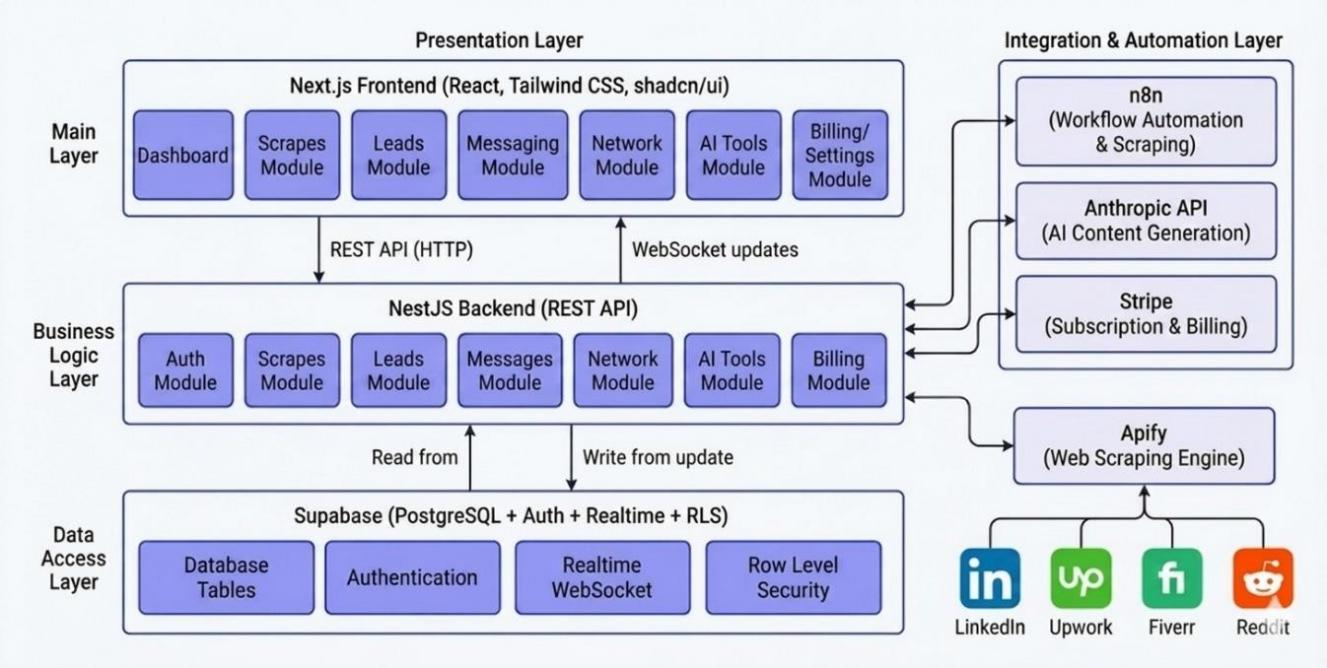 Presentation Layer
Integration & Automation Layer
Main
Layer
Next.js Frontend (React, Tailwind CSS, shadcn/ui)
Dashboard
Scrapes
Module
Leads
Module
Messaging
Module
Network
Module
AI Tools
Module
Billing/
Settings
Module
n8n
(Workflow Automation
& Scraping)
Anthropic API
(AI Content Generation)
Stripe
(Subscription & Billing)
REST API (HTTP)
WebSocket updates
Business
Logic
Layer
NestJS Backend (REST API)
Auth
Module
Scrapes
Module
Leads
Module
Messages
Module
Network
Module
AI Tools
Module
Billing
Module
Apify
(Web Scraping Engine)
Read from
Write from update
Data
Access
Layer
Supabase (PostgreSQL + Auth + Realtime + RLS)
Database
Tables
Authentication
Realtime
WebSocket
Row Level
Security
in
up
fi
LinkedIn
Upwork
Fiverr
Reddit